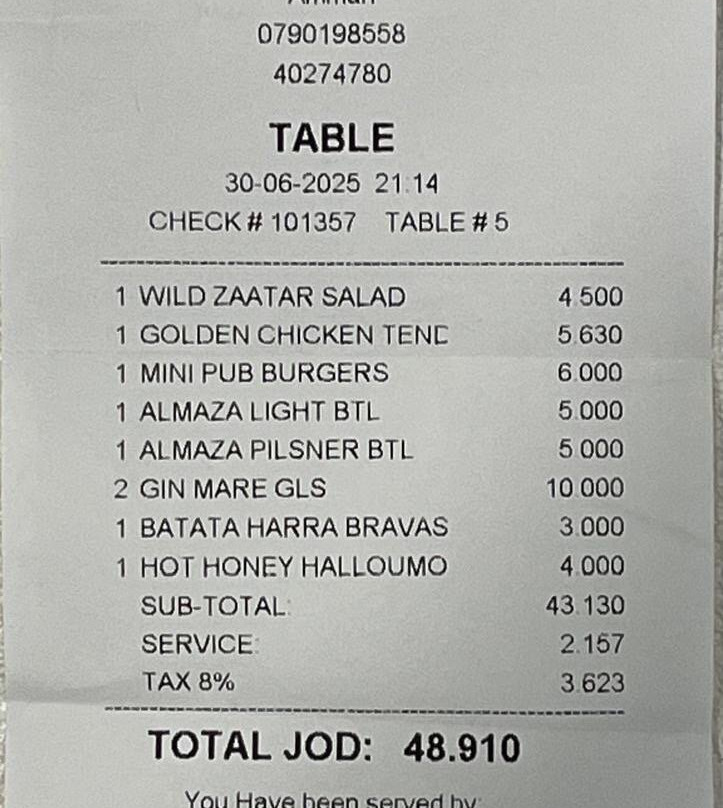 Amman
0790198558
40274780
TABLE
30-06-2025 21:14
CHECK # 101357 TABLE # 5
1 WILD ZAATAR SALAD 4.500
1 GOLDEN CHICKEN TEND 5.630
1 MINI PUB BURGERS 6.000
1 ALMAZA LIGHT BTL 5.000
1 ALMAZA PILSNER BTL 5.000
2 GIN MARE GLS 10.000
1 BATATA HARRA BRAVAS 3.000
1 HOT HONEY HALLOUMO 4.000
SUB-TOTAL: 43.130
SERVICE: 2.157
TAX 8% 3.623
TOTAL JOD: 48.910
You Have been served by: